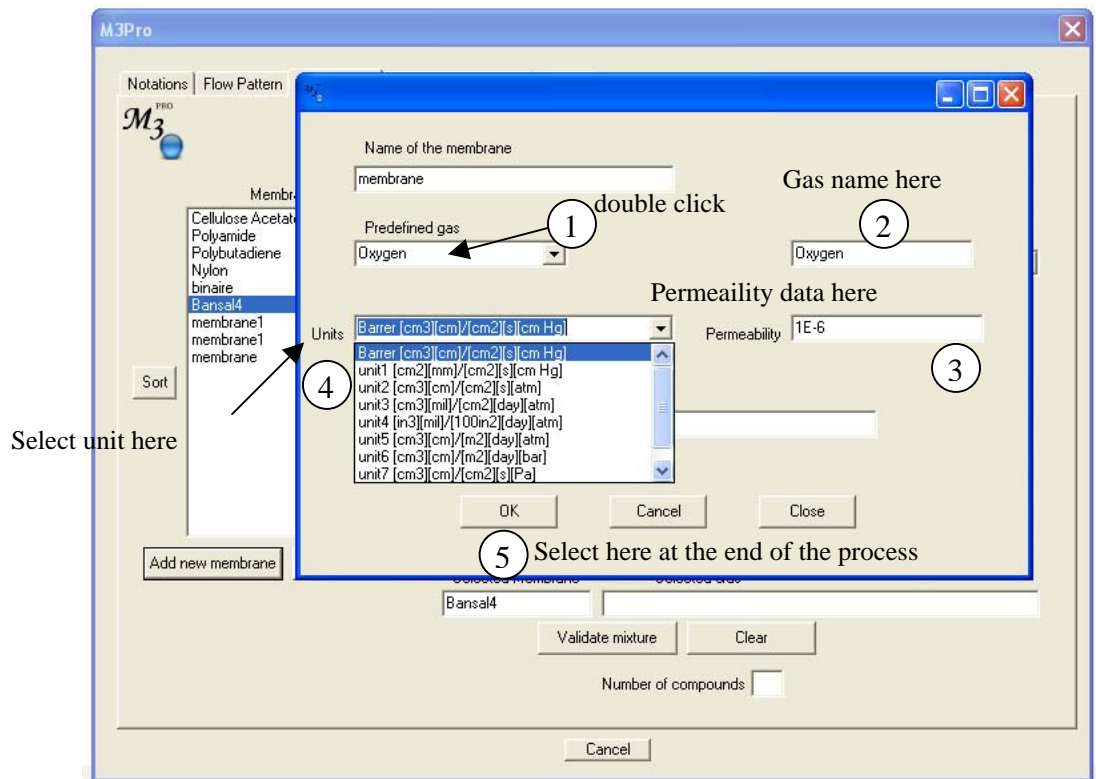 M3Pro
Notations
Flow Pattern
M3 PRO
Name of the membrane
membrane
Gas name here
double click
1
2
Predefined gas
Oxygen
Oxygen
Cellulose Acetat
Polyamide
Polybutadiene
Nylon
binaire
Bansal4
membrane1
membrane1
membrane
Sort
Permeaility data here
Units
Barrer [cm3][cm]/[cm2][s][cm Hg]
Permeability
1E-6
3
Barrer [cm3][cm]/[cm2][s][cm Hg]
unit1 [cm2][mm]/[cm2][s][cm Hg]
unit2 [cm3][cm]/[cm2][s][atm]
unit3 [cm3][mil]/[cm2][day][atm]
unit4 [in3][mil]/[100in2][day][atm]
unit5 [cm3][cm]/[m2][day][atm]
unit6 [cm3][cm]/[m2][day][bar]
unit7 [cm3][cm]/[cm2][s][Pa]
4
Select unit here
OK
Cancel
Close
5
Select here at the end of the process
Add new membrane
Selected Membrane
Bansal4
Validate mixture
Clear
Number of compounds
Cancel